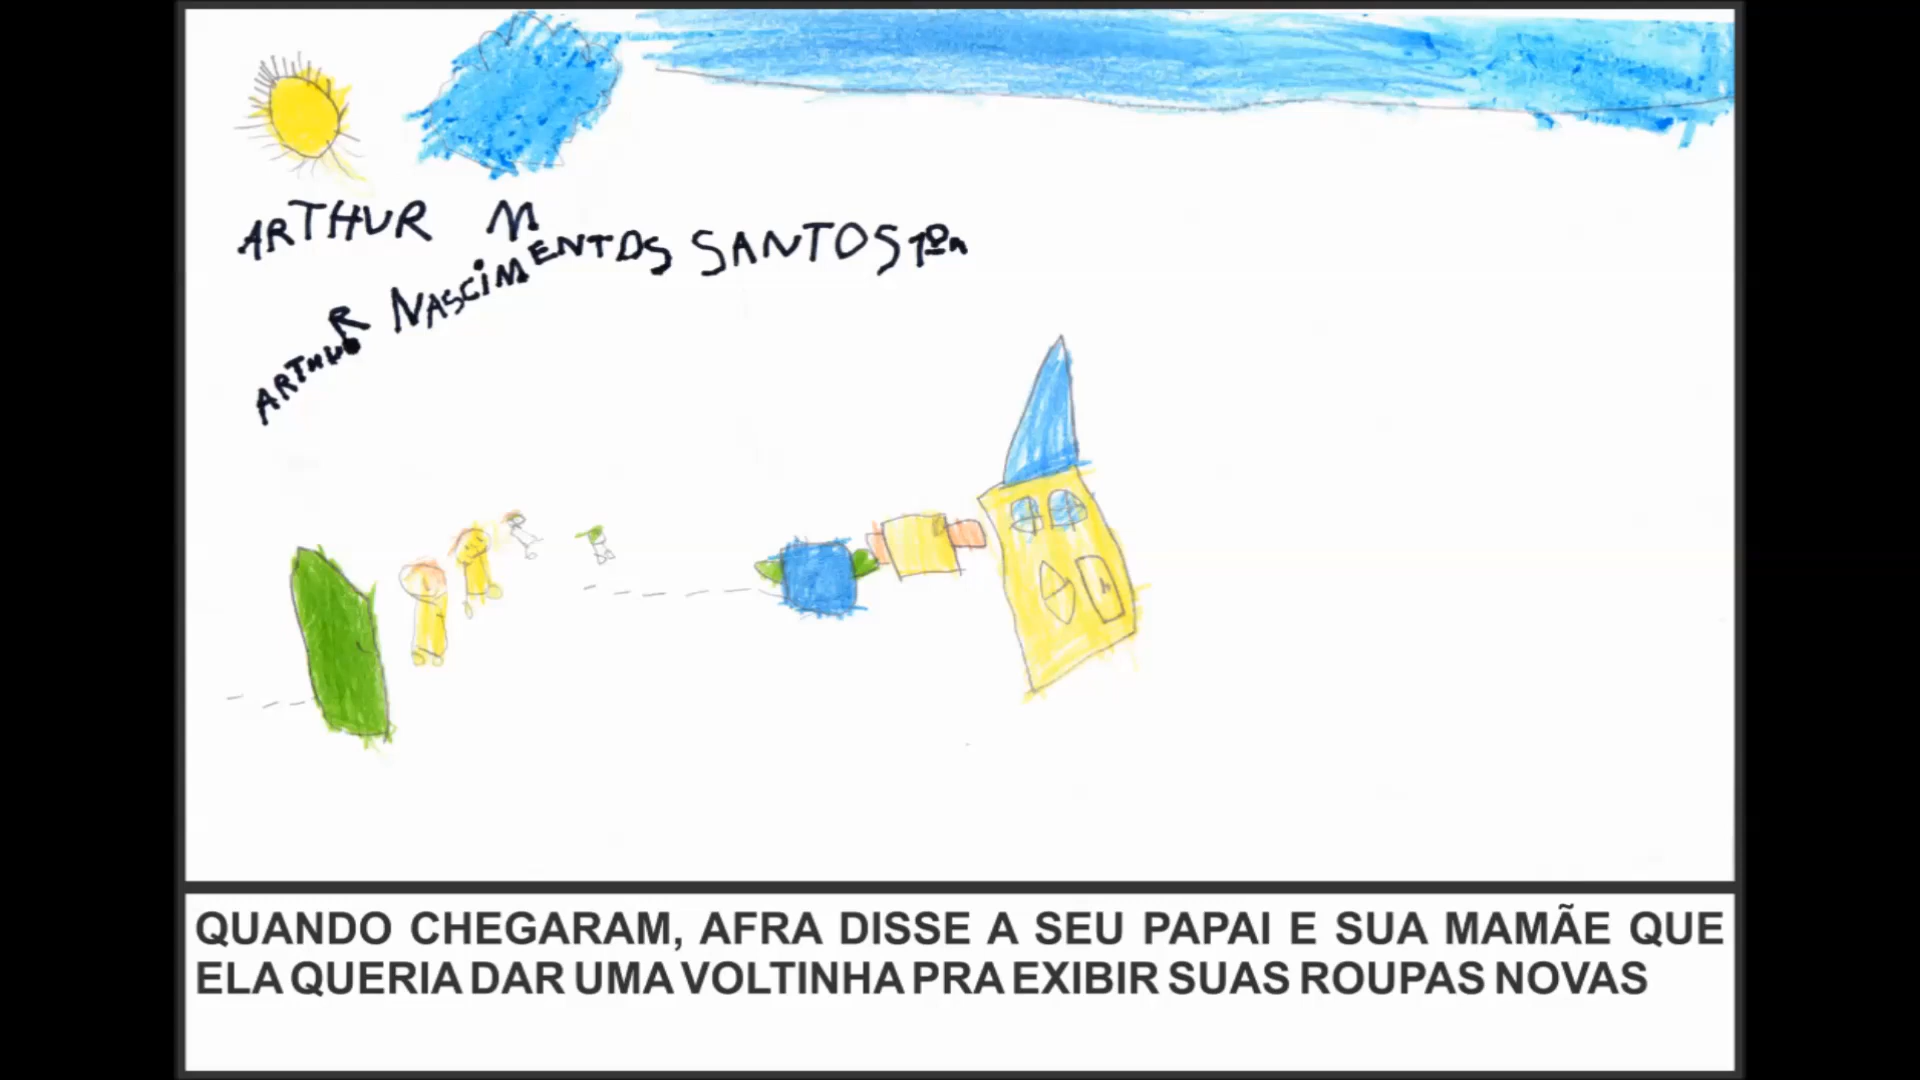 ARTHUR M
ARTHUR NASCIMENTOS SANTOS 1ºA
QUANDO CHEGARAM, AFRA DISSE A SEU PAPAI E SUA MAMÃE QUE
ELA QUERIA DAR UMA VOLTINHA PRA EXIBIR SUAS ROUPAS NOVAS